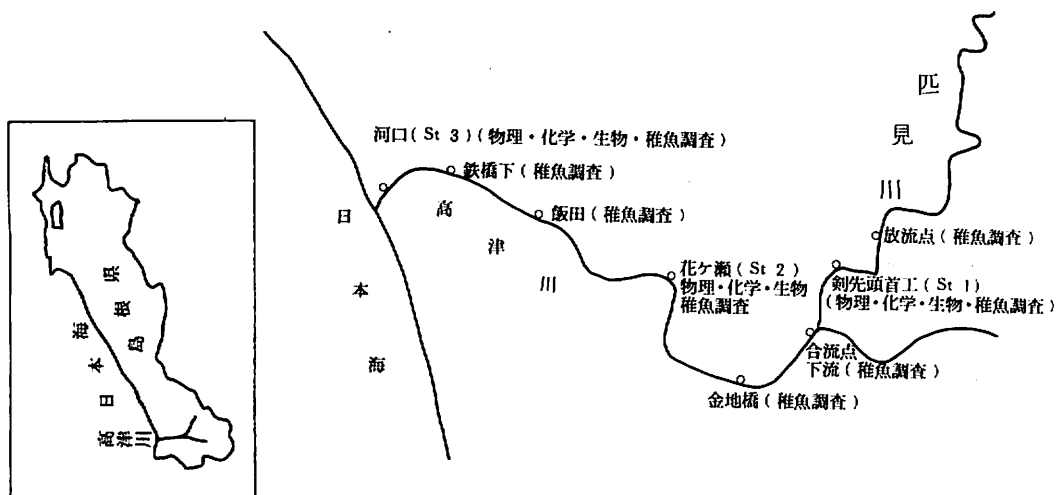 匹見川
河口(St 3)(物理・化学・生物・稚魚調査)
鉄橋下(稚魚調査)
飯田(稚魚調査)
高津川
日本海
放流点(稚魚調査)
花ケ瀬(St 2)
物理・化学・生物
稚魚調査
剣先頭首工(St 1)
(物理・化学・生物・稚魚調査)
合流点
下流(稚魚調査)
金地橋(稚魚調査)
島根県
日本海
高津川